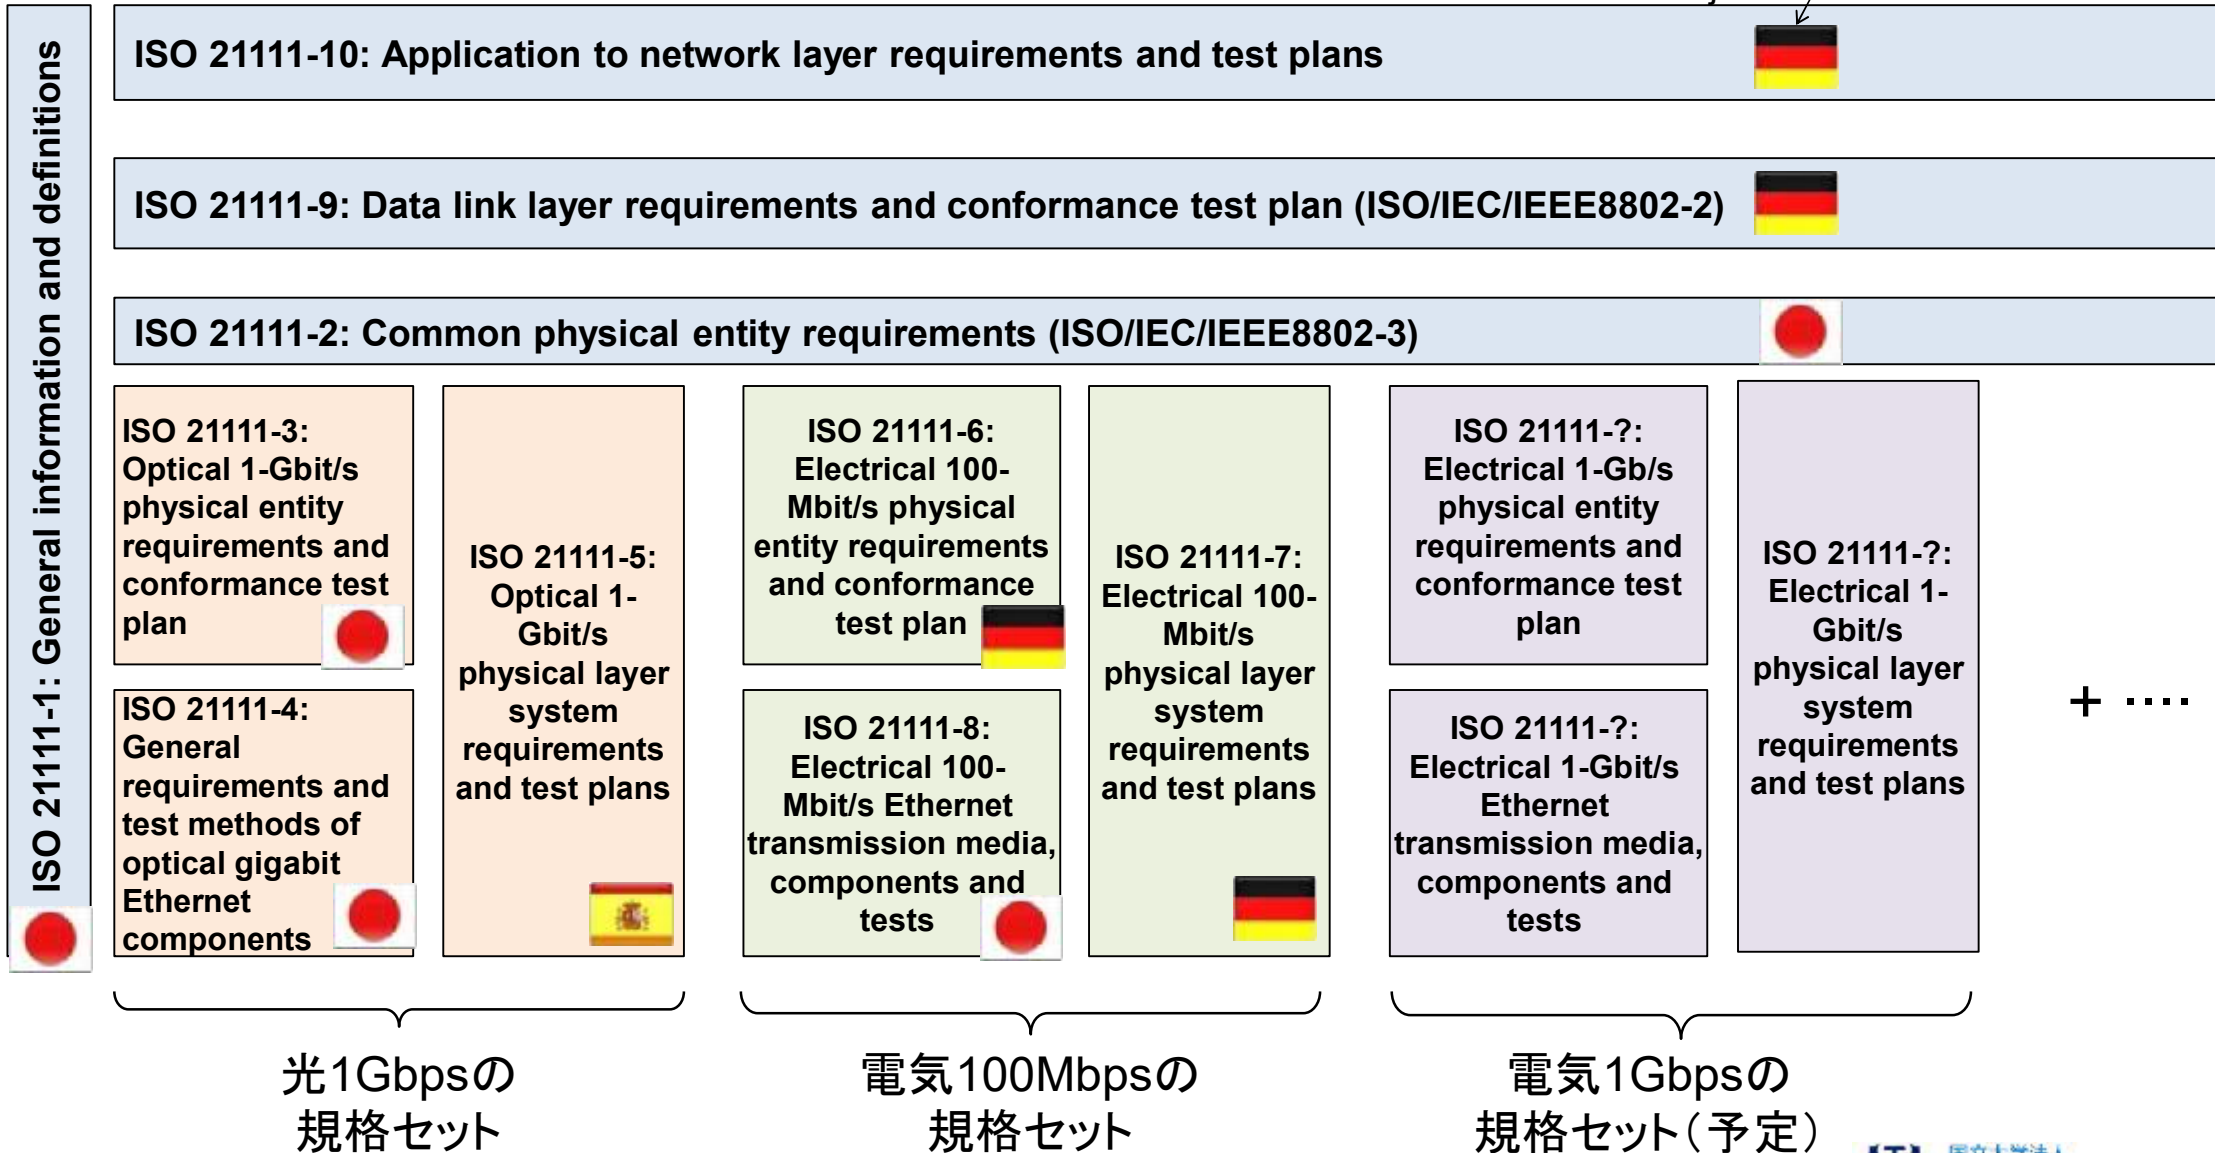 ISO 21111-1: General information and definitions
ISO 21111-10: Application to network layer requirements and test plans
ISO 21111-9: Data link layer requirements and conformance test plan (ISO/IEC/IEEE8802-2)
ISO 21111-2: Common physical entity requirements (ISO/IEC/IEEE8802-3)
ISO 21111-3:
Optical 1-Gbit/s
physical entity
requirements and
conformance test
plan
ISO 21111-4:
General
requirements and
test methods of
optical gigabit
Ethernet
components
ISO 21111-5:
Optical 1-
Gbit/s
physical layer
system
requirements
and test plans
ISO 21111-6:
Electrical 100-
Mbit/s physical
entity requirements
and conformance
test plan
ISO 21111-8:
Electrical 100-
Mbit/s Ethernet
transmission media,
components and
tests
ISO 21111-7:
Electrical 100-
Mbit/s
physical layer
system
requirements
and test plans
ISO 21111-?:
Electrical 1-Gb/s
physical entity
requirements and
conformance test
plan
ISO 21111-?:
Electrical 1-Gbit/s
Ethernet
transmission media,
components and
tests
ISO 21111-?:
Electrical 1-
Gbit/s
physical layer
system
requirements
and test plans
+ ····
光1Gbpsの
規格セット
電気100Mbpsの
規格セット
電気1Gbpsの
規格セット（予定）